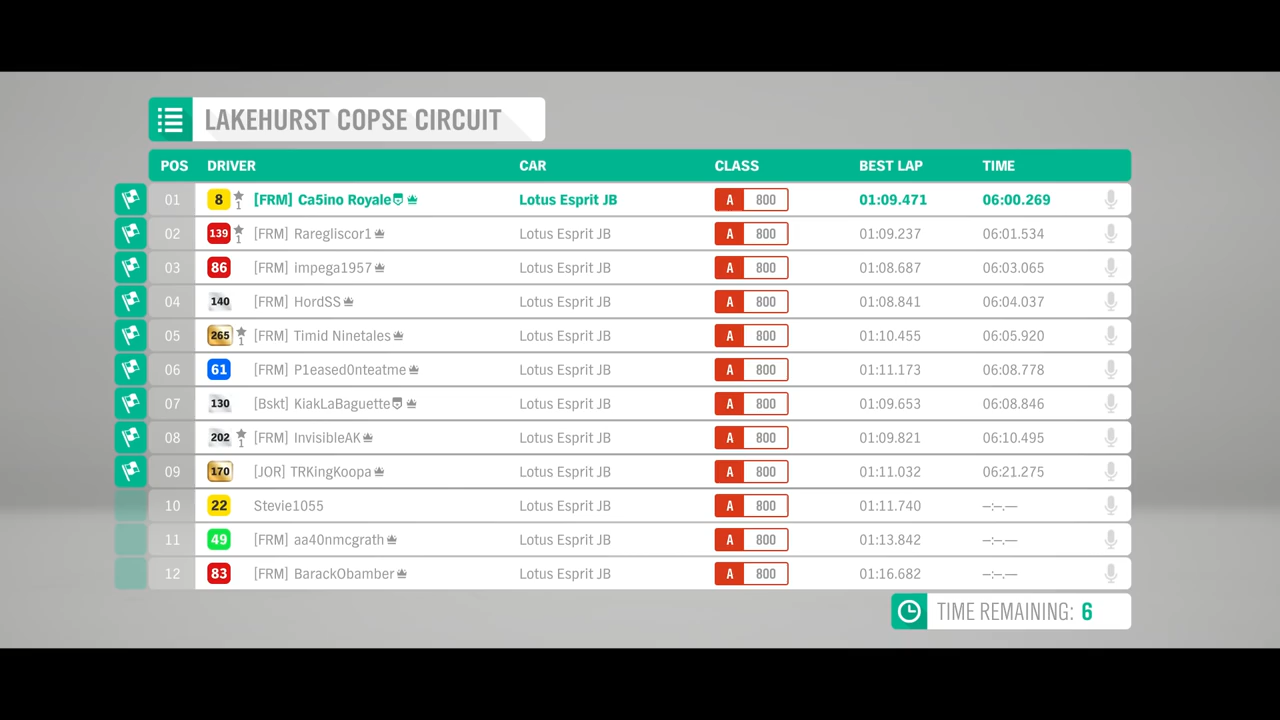 LAKEHURST COPSE CIRCUIT
POS DRIVER CAR CLASS BEST LAP TIME
01 8 1 [FRM] Ca5ino Royale Lotus Esprit JB A 800 01:09.471 06:00.269
02 139 1 [FRM] Raregliscor1 Lotus Esprit JB A 800 01:09.237 06:01.534
03 86 [FRM] impega1957 Lotus Esprit JB A 800 01:08.687 06:03.065
04 140 [FRM] HordSS Lotus Esprit JB A 800 01:08.841 06:04.037
05 265 1 [FRM] Timid Ninetales Lotus Esprit JB A 800 01:10.455 06:05.920
06 61 [FRM] P1eased0nteatme Lotus Esprit JB A 800 01:11.173 06:08.778
07 130 [Bskt] KiakLaBaguette Lotus Esprit JB A 800 01:09.653 06:08.846
08 202 1 [FRM] InvisibleAK Lotus Esprit JB A 800 01:09.821 06:10.495
09 170 [JOR] TRKingKoopa Lotus Esprit JB A 800 01:11.032 06:21.275
10 22 Stevie1055 Lotus Esprit JB A 800 01:11.740 –:–.––
11 49 [FRM] aa40nmcgrath Lotus Esprit JB A 800 01:13.842 –:–.––
12 83 [FRM] BarackObamber Lotus Esprit JB A 800 01:16.682 –:–.––
TIME REMAINING: 6